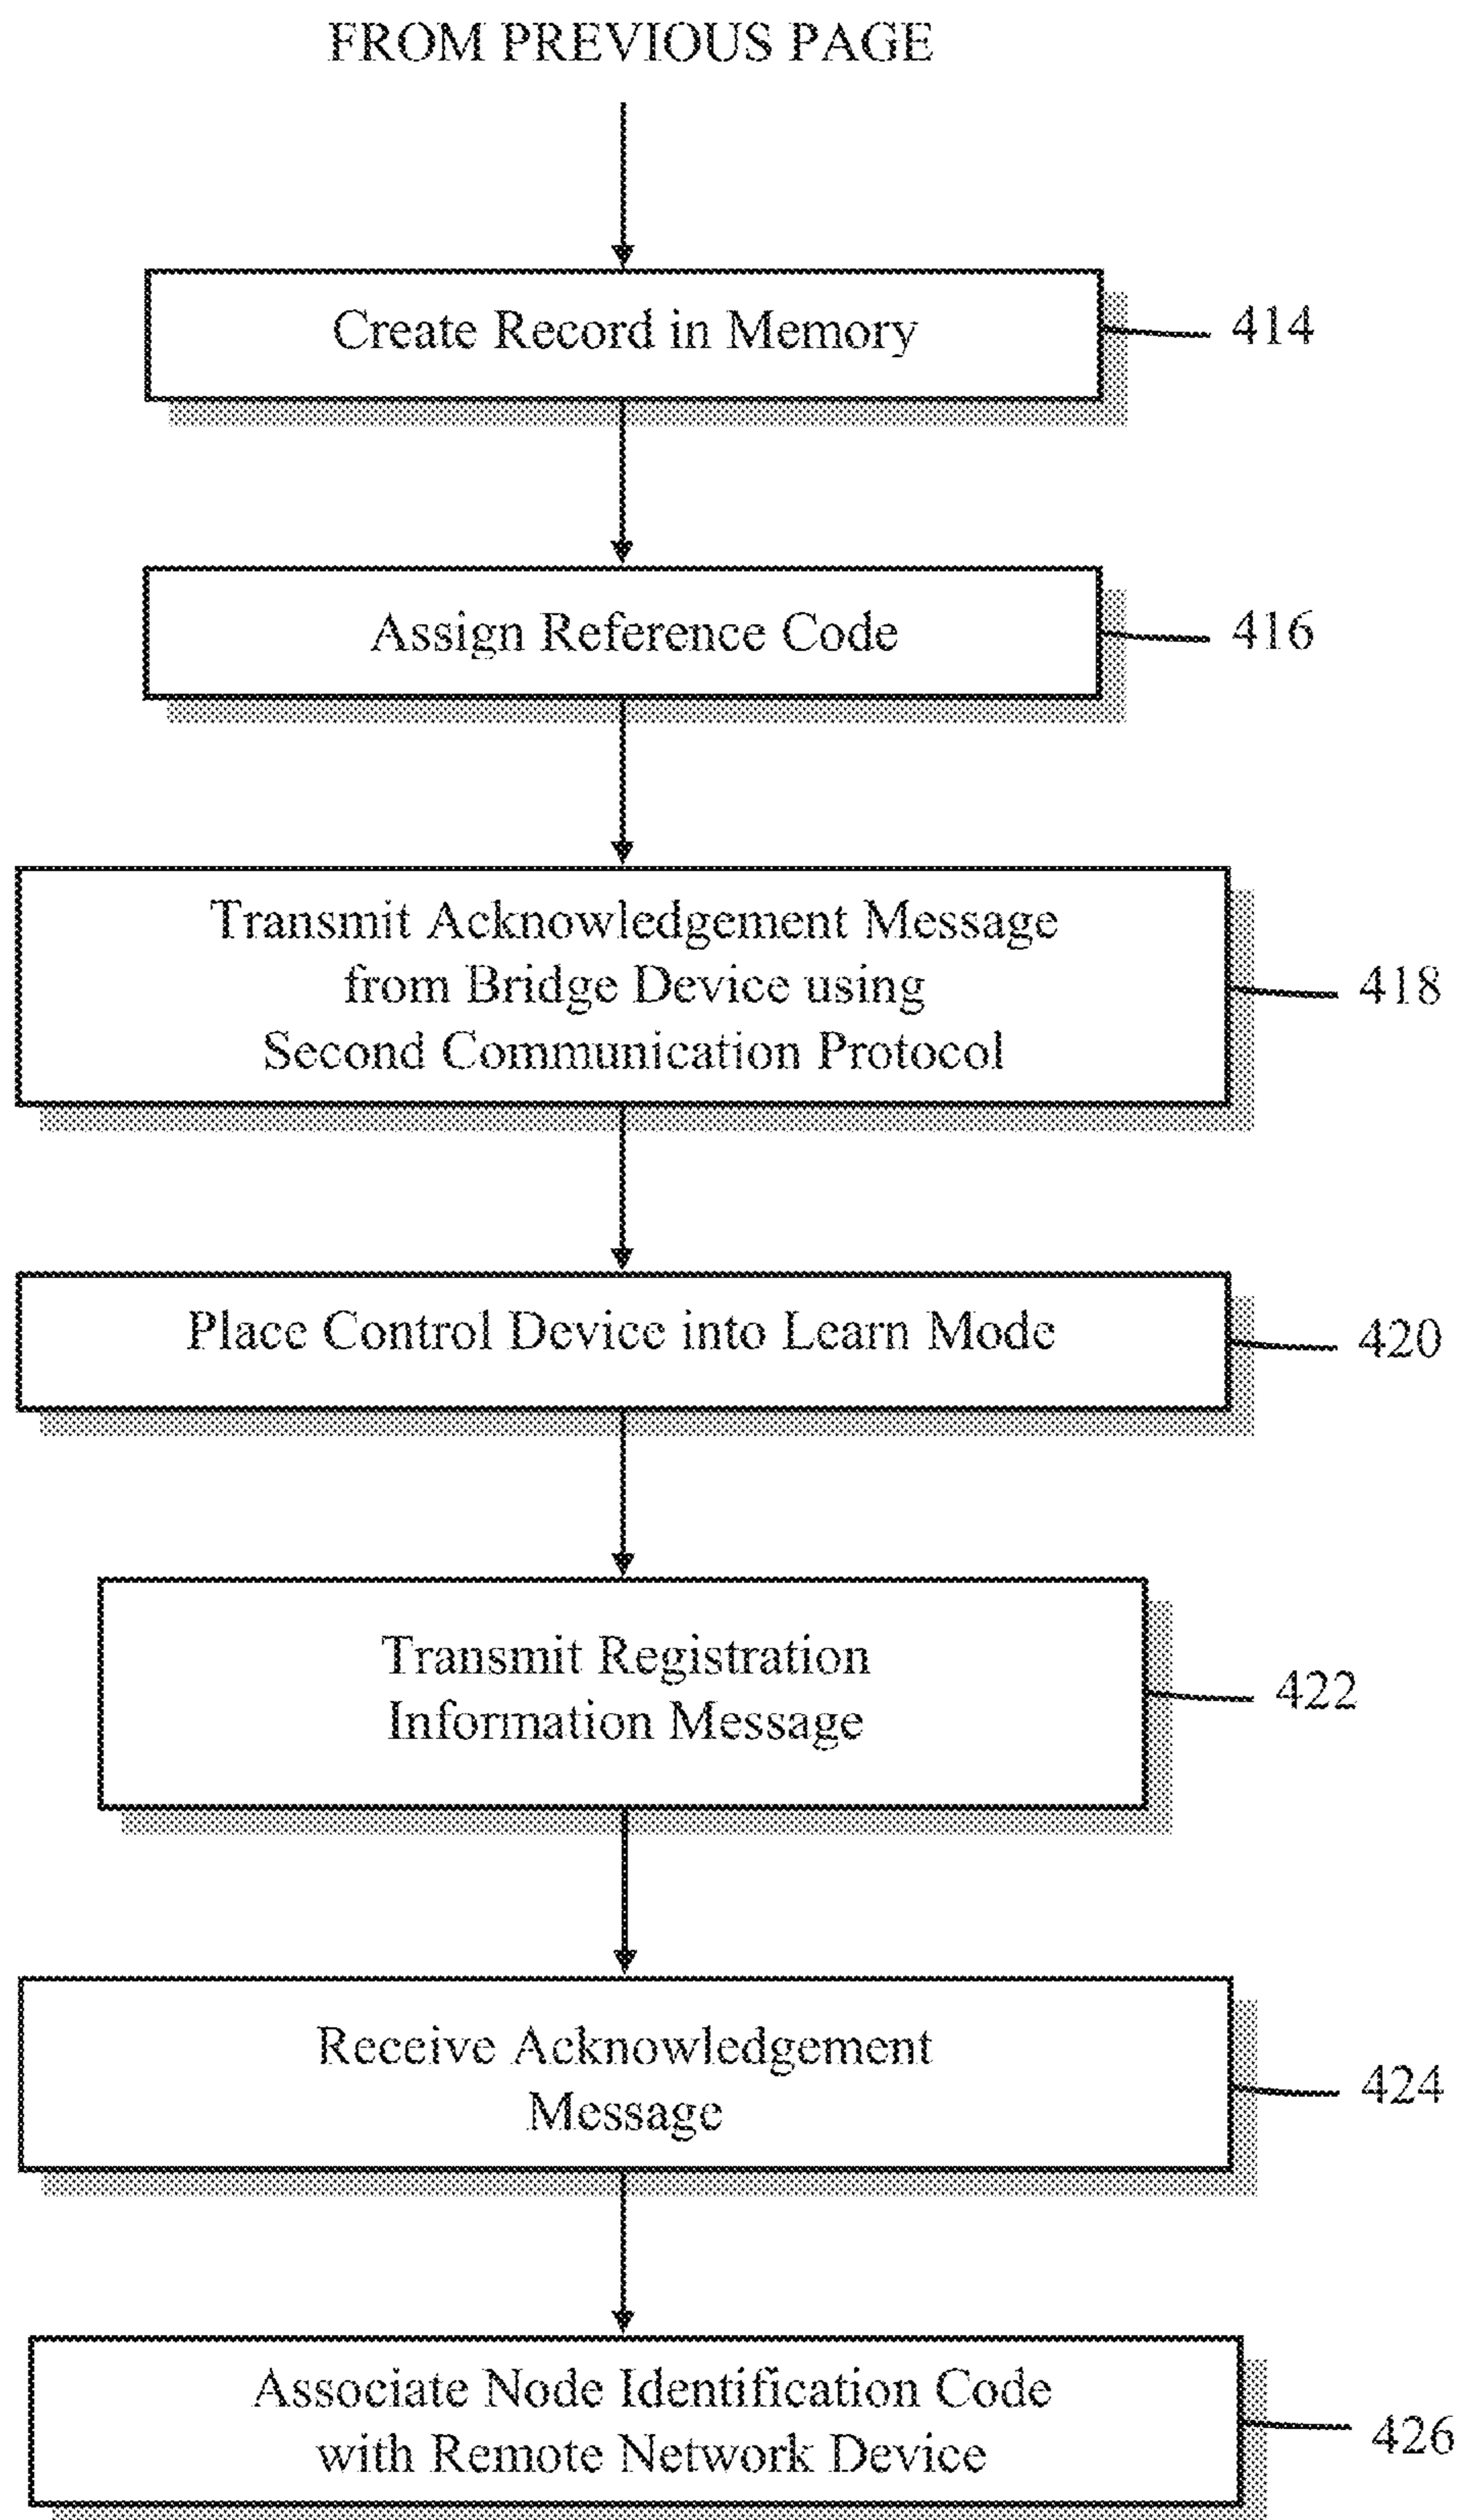 FROM PREVIOUS PAGE
Create Record in Memory
414
Assign Reference Code
416
Transmit Acknowledgement Message
from Bridge Device using
Second Communication Protocol
418
Place Control Device into Learn Mode
420
Transmit Registration
Information Message
422
Receive Acknowledgement
Message
424
Associate Node Identification Code
with Remote Network Device
426